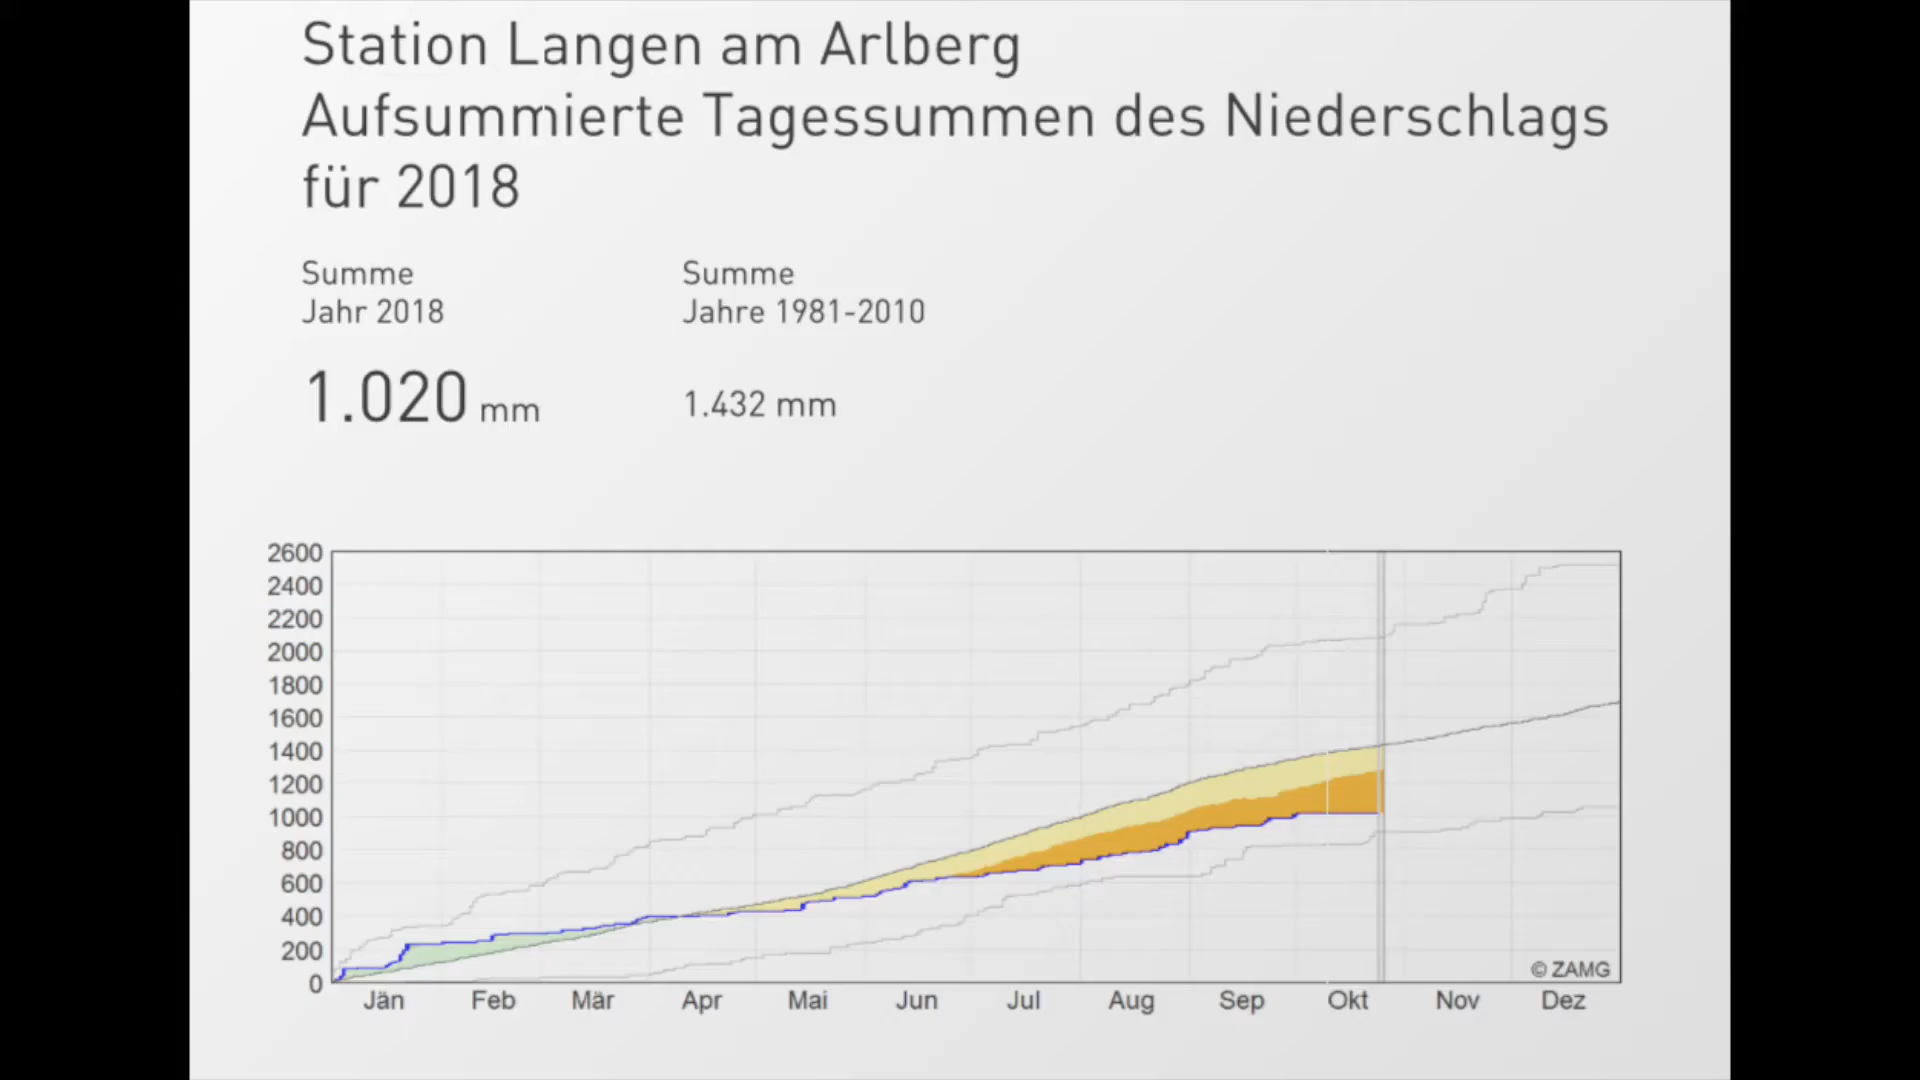 Station Langen am Arlberg
Aufsummierte Tagessummen des Niederschlags
für 2018
Summe
Jahr 2018
1.020 mm
Summe
Jahre 1981-2010
1.432 mm
2600
2400
2200
2000
1800
1600
1400
1200
1000
800
600
400
200
0
Jän Feb Mär Apr Mai Jun Jul Aug Sep Okt Nov Dez
© ZAMG